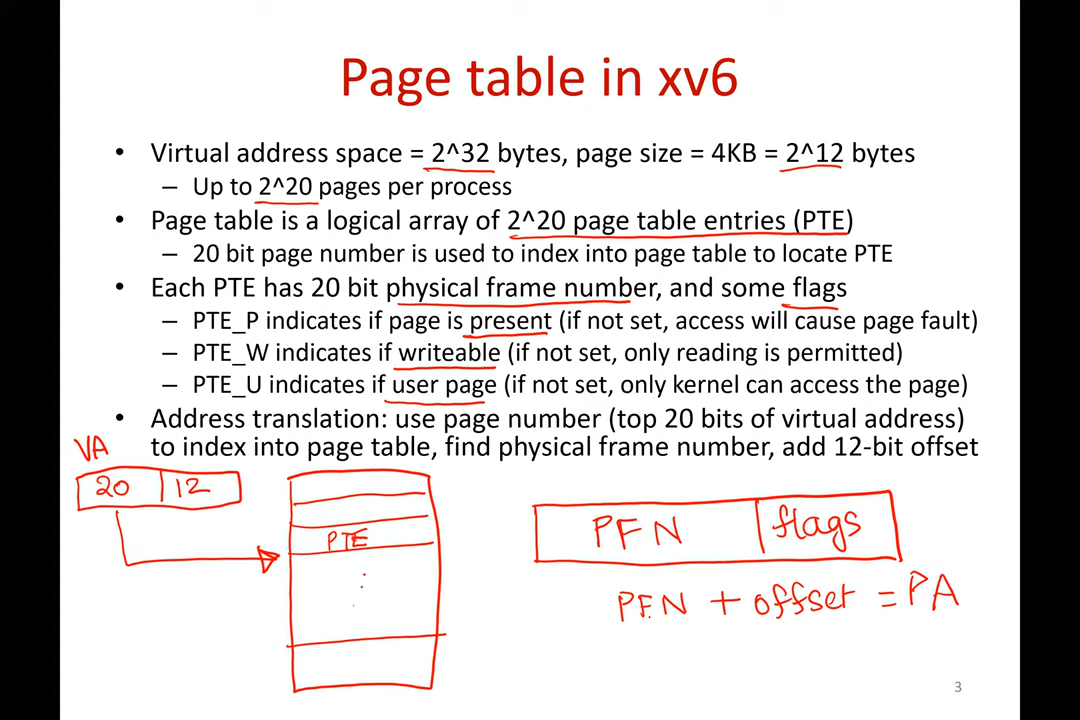 Page table in xv6
• Virtual address space = 2^32 bytes, page size = 4KB = 2^12 bytes
– Up to 2^20 pages per process
• Page table is a logical array of 2^20 page table entries (PTE)
– 20 bit page number is used to index into page table to locate PTE
• Each PTE has 20 bit physical frame number, and some flags
– PTE_P indicates if page is present (if not set, access will cause page fault)
– PTE_W indicates if writeable (if not set, only reading is permitted)
– PTE_U indicates if user page (if not set, only kernel can access the page)
• Address translation: use page number (top 20 bits of virtual address)
to index into page table, find physical frame number, add 12-bit offset
VA
20 12
PTE
PFN flags
PFN + offset = PA
3